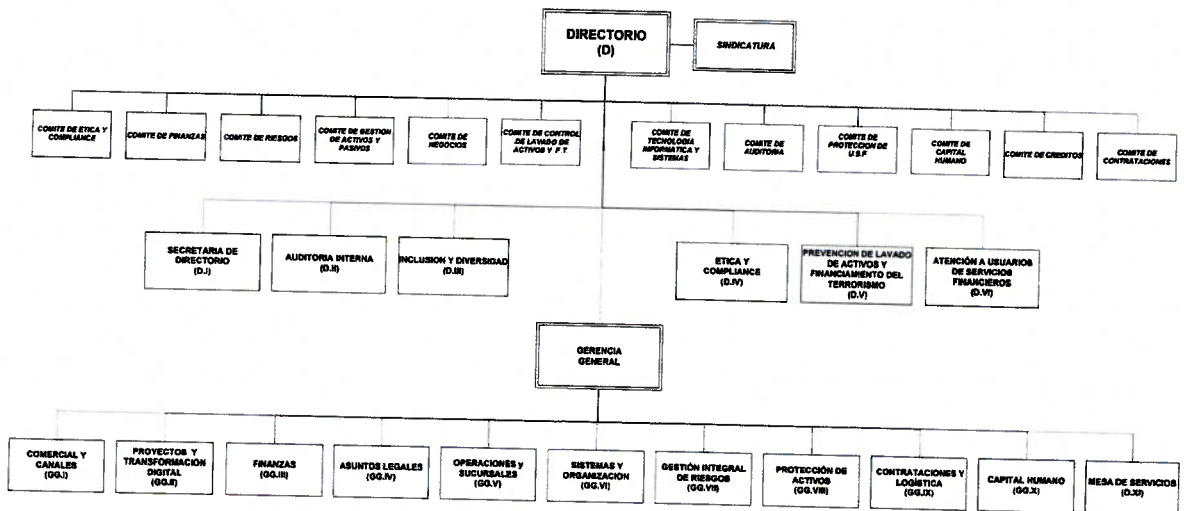 DIRECTORIO
(D)
SINDICATURA
COMITE DE ETICA Y
COMPLIANCE
COMITE DE FINANZAS
COMITE DE RIESGOS
COMITE DE GESTION
DE ACTIVOS Y
PASIVOS
COMITE DE
NEGOCIOS
COMITE DE CONTROL
DE LAVADO DE
ACTIVOS Y F.T.
COMITE DE
TECNOLOGIA
INFORMATICA Y
SISTEMAS
COMITE DE
AUDITORIA
COMITE DE
PROTECCION DE
U.S.F
COMITE DE
CAPITAL
HUMANO
COMITE DE CREDITOS
COMITE DE
CONTRATACIONES
SECRETARIA DE
DIRECTORIO
(D.I)
AUDITORIA INTERNA
(D.II)
INCLUSION Y DIVERSIDAD
(D.III)
ETICA Y
COMPLIANCE
(D.IV)
PREVENCION DE LAVADO
DE ACTIVOS Y
FINANCIAMIENTO DEL
TERRORISMO
(D.V)
ATENCIÓN A USUARIOS
DE SERVICIOS
FINANCIEROS
(D.VI)
GERENCIA
GENERAL
COMERCIAL Y
CANALES
(GG.I)
PROYECTOS Y
TRANSFORMACION
DIGITAL
(GG.II)
FINANZAS
(GG.III)
ASUNTOS LEGALES
(GG.IV)
OPERACIONES y
SUCURSALES
(GG.V)
SISTEMAS Y
ORGANIZACION
(GG.VI)
GESTIÓN INTEGRAL
DE RIESGOS
(GG.VII)
PROTECCIÓN DE
ACTIVOS
(GG.VIII)
CONTRATACIONES Y
LOGÍSTICA
(GG.IX)
CAPITAL HUMANO
(GG.X)
MESA DE SERVICIOS
(D.XI)